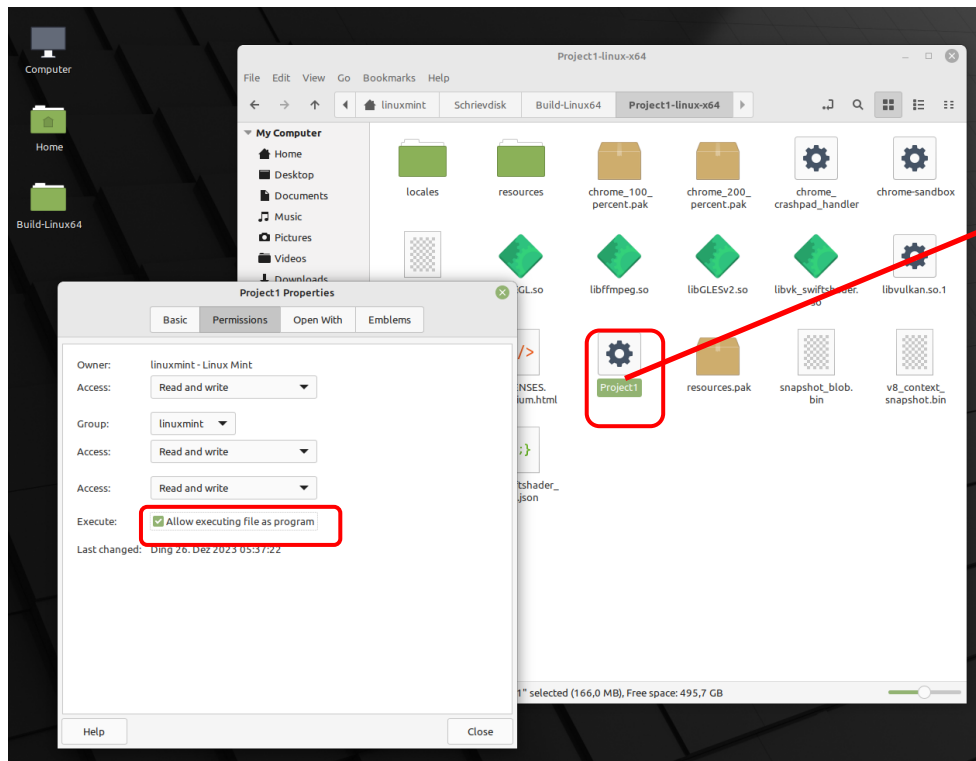 Computer
Home
Build-Linux64
Project1-linux-x64
File Edit View Go Bookmarks Help
linuxmint Schrievdisk Build-Linux64 Project1-linux-x64
My Computer
Home
Desktop
Documents
Music
Pictures
Videos
Downloads
locales
resources
chrome_100_
percent.pak
chrome_200_
percent.pak
chrome_
crashpad_handler
chrome-sandbox
GL.so
libffmpeg.so
libGLESv2.so
libvk_swiftshader.
so
libvulkan.so.1
ENSES.
ium.html
Project1
resources.pak
snapshot_blob.
bin
v8_context_
snapshot.bin
ftshader_
.json
1" selected (166,0 MB), Free space: 495,7 GB
Project1 Properties
Basic Permissions Open With Emblems
Owner: linuxmint - Linux Mint
Access: Read and write
Group: linuxmint
Access: Read and write
Access: Read and write
Execute: Allow executing file as program
Last changed: Ding 26. Dez 2023 05:37:22
Help Close